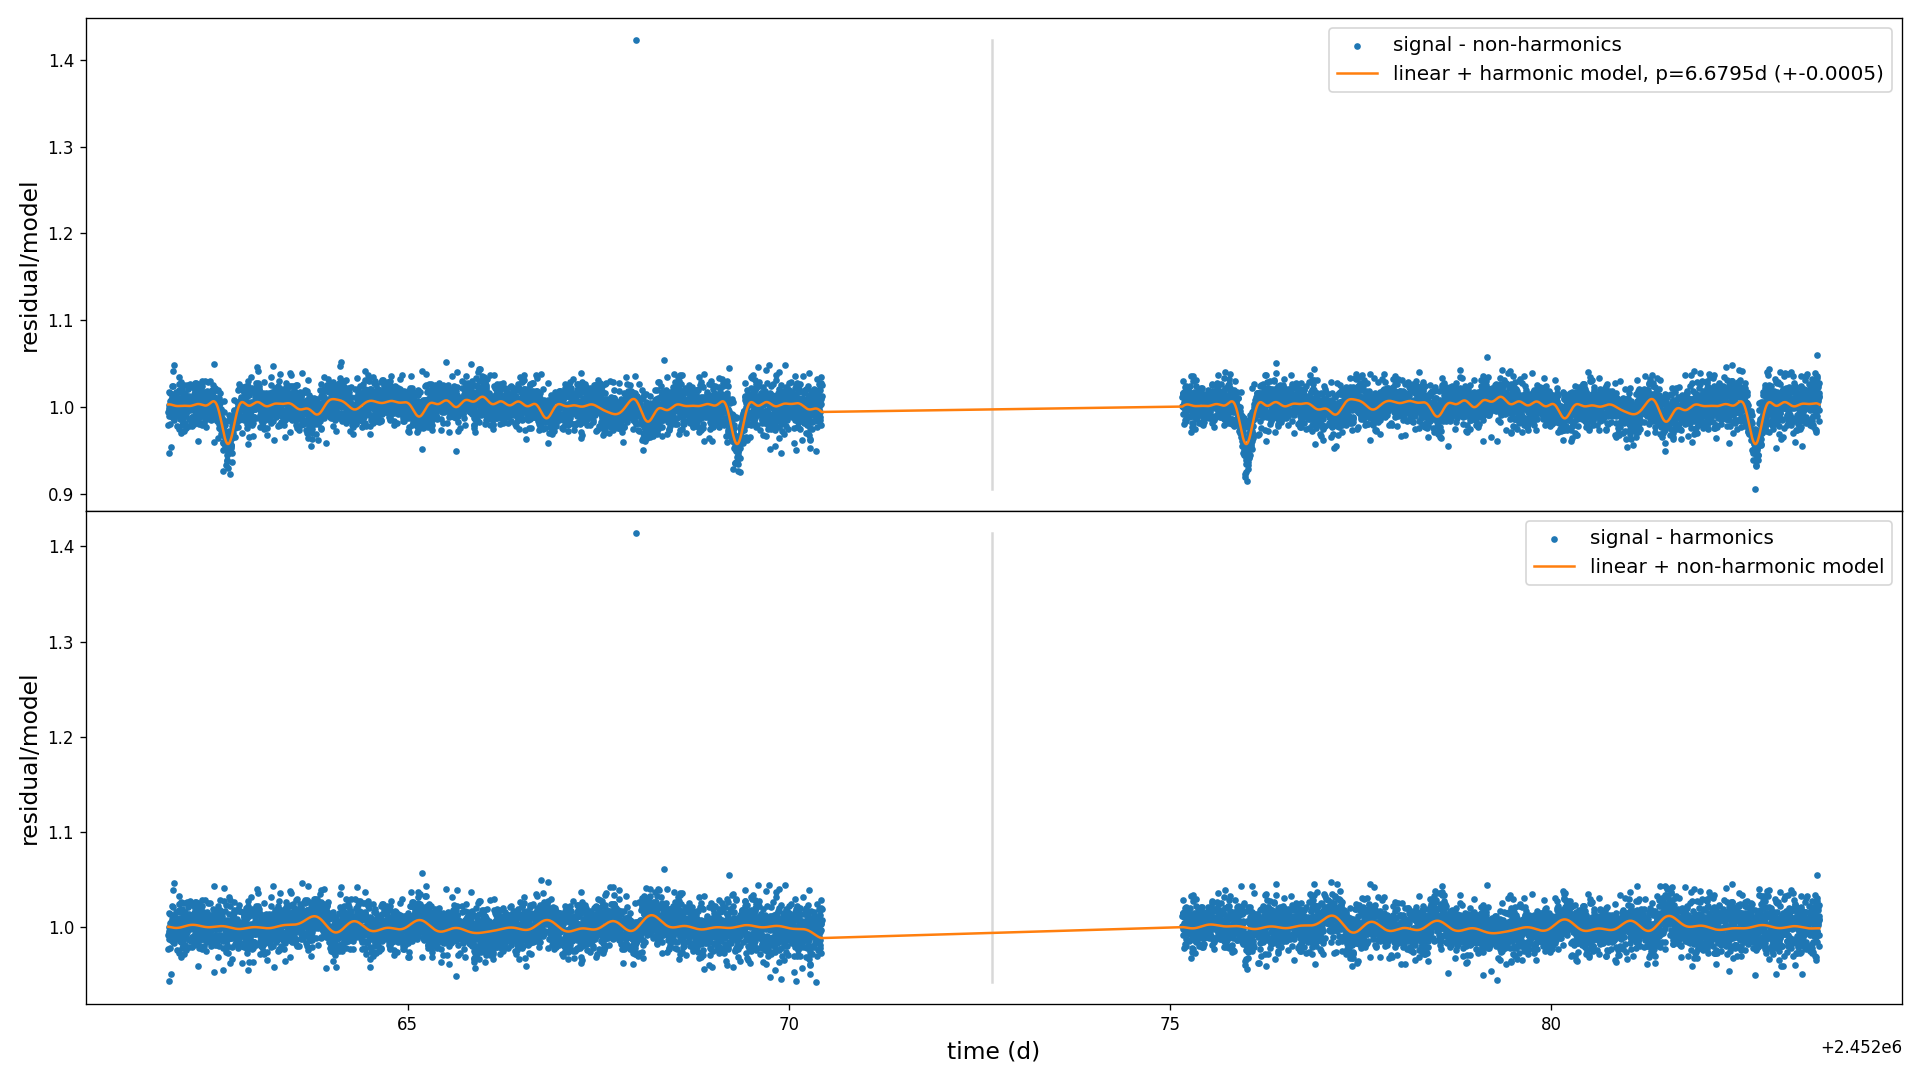 residual/model
1.4
1.3
1.2
1.1
1.0
0.9
signal - non-harmonics
linear + harmonic model, p=6.6795d (+-0.0005)
residual/model
1.4
1.3
1.2
1.1
1.0
signal - harmonics
linear + non-harmonic model
65
70
75
80
time (d)
+2.452e6